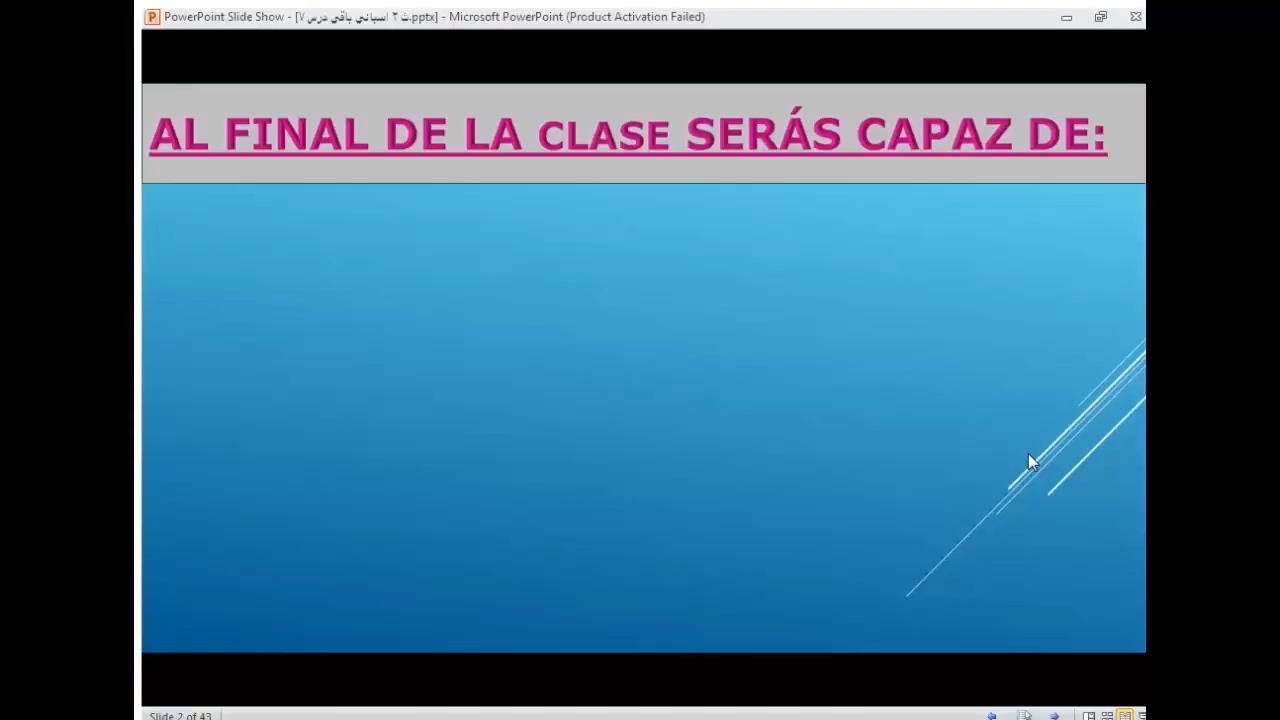 PowerPoint Slide Show - [ث ٢ اسباني باقي درس ٧.pptx] - Microsoft PowerPoint (Product Activation Failed)
AL FINAL DE LA CLASE SERÁS CAPAZ DE:
Slide 2 of 43